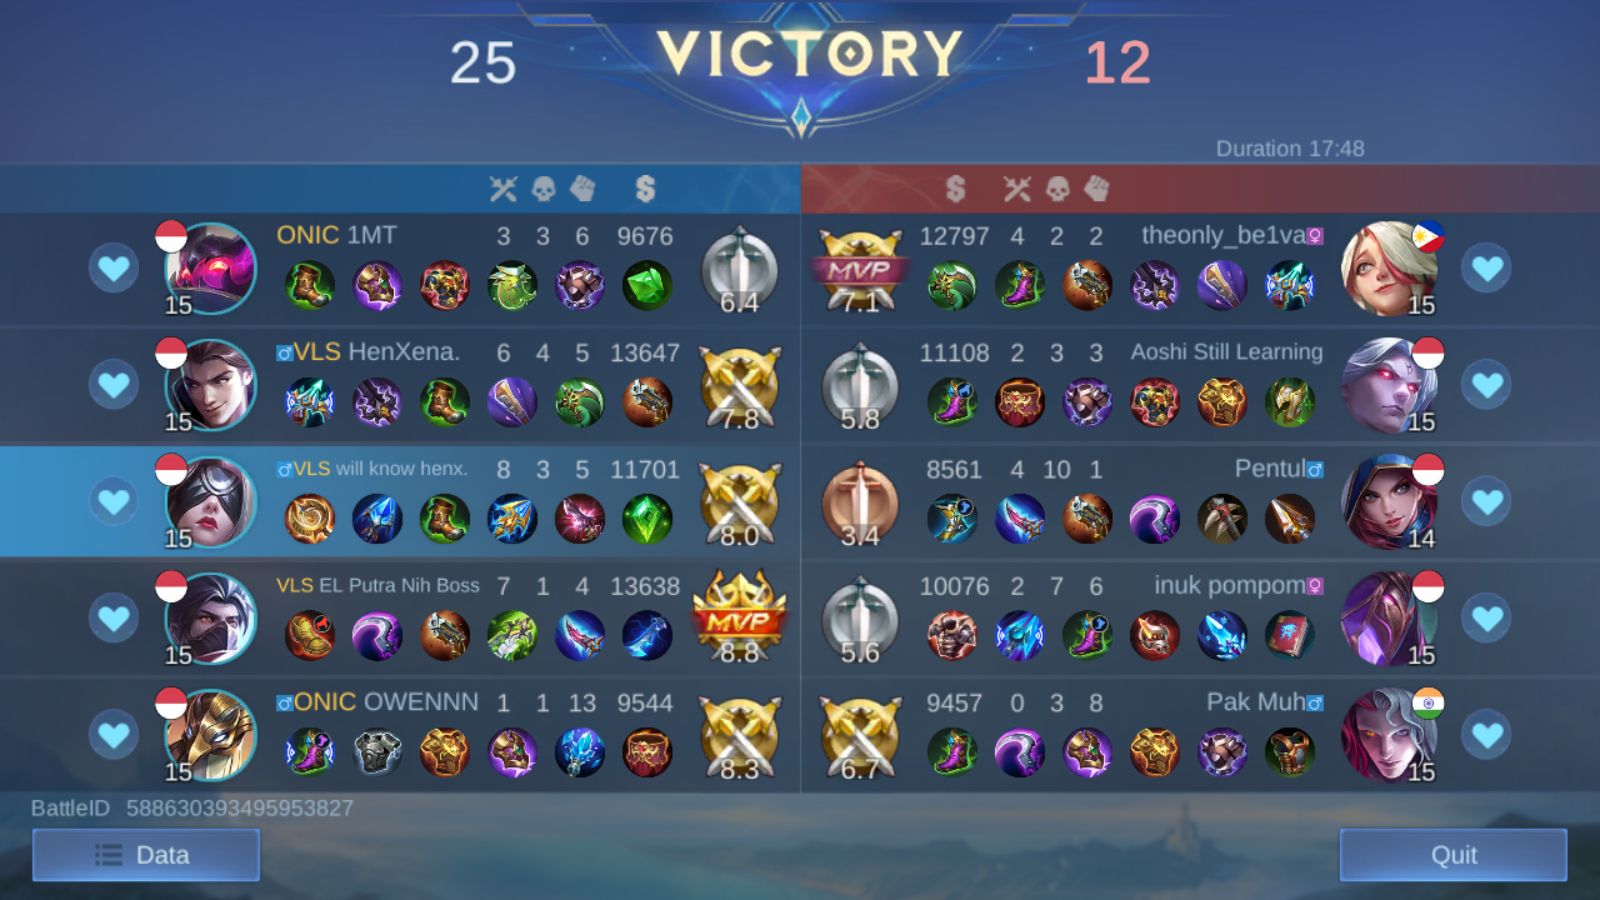 25 VICTORY 12
Duration 17:48
ONIC 1MT 3 3 6 9676
15 6.4
MVP 12797 4 2 2 theonly_be1va♀
7.1 15
♂VLS HenXena. 6 4 5 13647
15 7.8
11108 2 3 3 Aoshi Still Learning
5.8 15
♂VLS will know henx. 8 3 5 11701
15 8.0
8561 4 10 1 Pentul♂
3.4 14
VLS EL Putra Nih Boss 7 1 4 13638 MVP
15 8.8
10076 2 7 6 inuk pompom♀
5.6 15
♂ONIC OWENNN 1 1 13 9544
15 8.3
9457 0 3 8 Pak Muh♂
6.7 15
BattleID 588630393495953827
Data
Quit